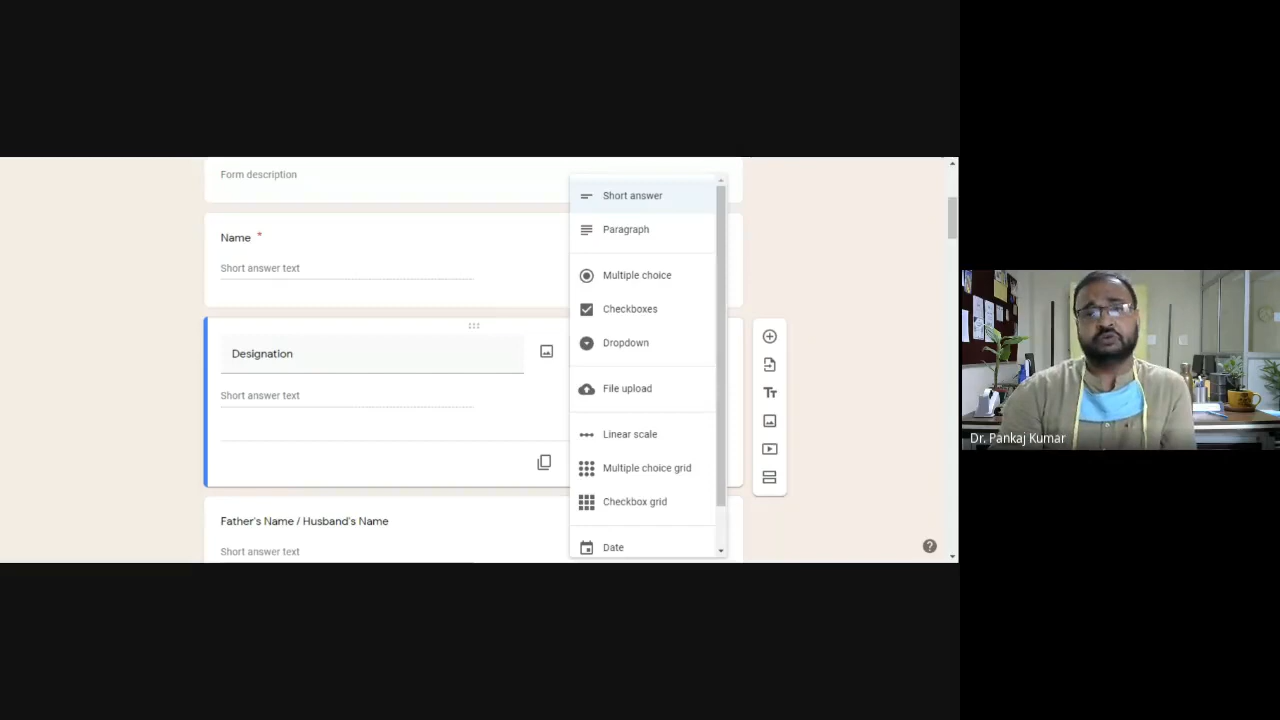 Form description
Name *
Short answer text
Designation
Short answer text
Father's Name / Husband's Name
Short answer text
Short answer
Paragraph
Multiple choice
Checkboxes
Dropdown
File upload
Linear scale
Multiple choice grid
Checkbox grid
Date
Tt
?
Dr. Pankaj Kumar